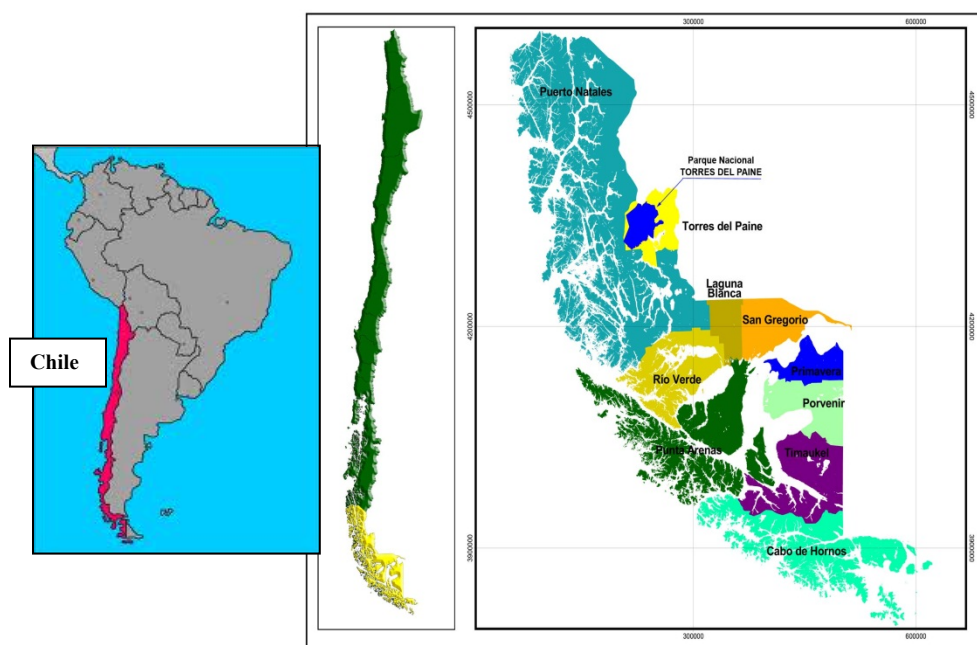 Chile
300000
600000
4500000
4500000
Puerto Natales
Parque Nacional
TORRES DEL PAINE
Torres del Paine
Laguna
Blanca
San Gregorio
4200000
4200000
Primavera
Rio Verde
Porvenir
Punta Arenas
Timaukel
3900000
3900000
Cabo de Hornos
300000
600000